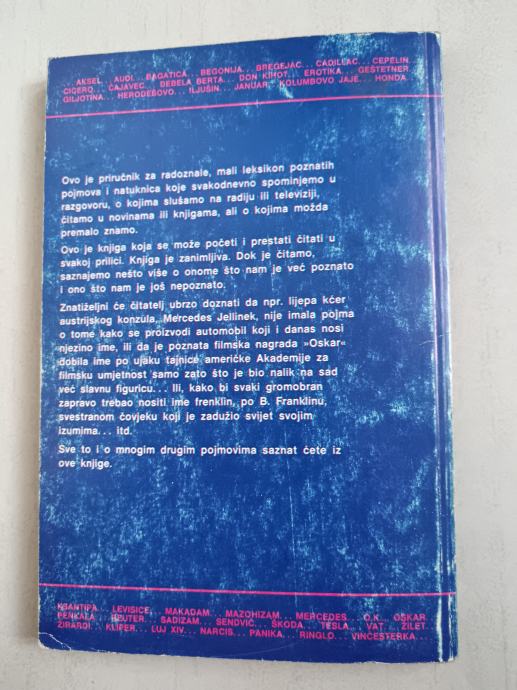 AKSEL... AUDI... BAGATICA... BEGONIJA... BREGEJAC... CADILLAC... CEPELIN
CICERO... ČAJAVEC... DEBELA BERTA... DON KIHOT... EROTIKA... GEŠTETNER
GILJOTINA... HERODEBOVO... ILJUŠIN... JANUAR... KOLUMBOVO JAJE... HONDA
Ovo je priručnik za radoznale, mali leksikon poznatih
pojmova i natuknica koje svakodnevno spominjemo u
razgovoru, o kojima slušamo na radiju ili televiziji,
čitamo u novinama ili knjigama, ali o kojima možda
premalo znamo.
Ovo je knjiga koja se može početi i prestati čitati u
svakoj prilici. Knjiga je zanimljiva. Dok je čitamo,
saznajemo nešto više o onome što nam je već poznato
i ono što nam je još nepoznato.
Znatiželjni će čitatelj ubrzo doznati da npr. lijepa kćer
austrijskog konzula, Mercedes Jellinek, nije imala pojma
o tome kako se proizvodi automobil koji i danas nosi
njezino ime, ili da je poznata filmska nagrada »Oskar«
dobila ime po ujaku tajnice američke Akademije za
filmsku umjetnost samo zato što je bio nalik na sad
već slavnu figuricu... Ili, kako bi svaki gromobran
zapravo trebao nositi ime frenklin, po B. Franklinu,
svestranom čovjeku koji je zadužio svijet svojim
izumima... itd.
Sve to i o mnogim drugim pojmovima saznat ćete iz
ove knjige.
KSANTIPA... LEVISICE... MAKADAM... MAZOHIZAM... MERCEDES... O.K... OSKAR
PENKALA... REUTER... SADIZAM... SENDVIČ... ŠKODA... TESLA... VAT... ŽILET
ŽIRARDI... KLIPER... LUJ XIV... NARCIS... PANIKA... RINGLO... VINČESTERKA